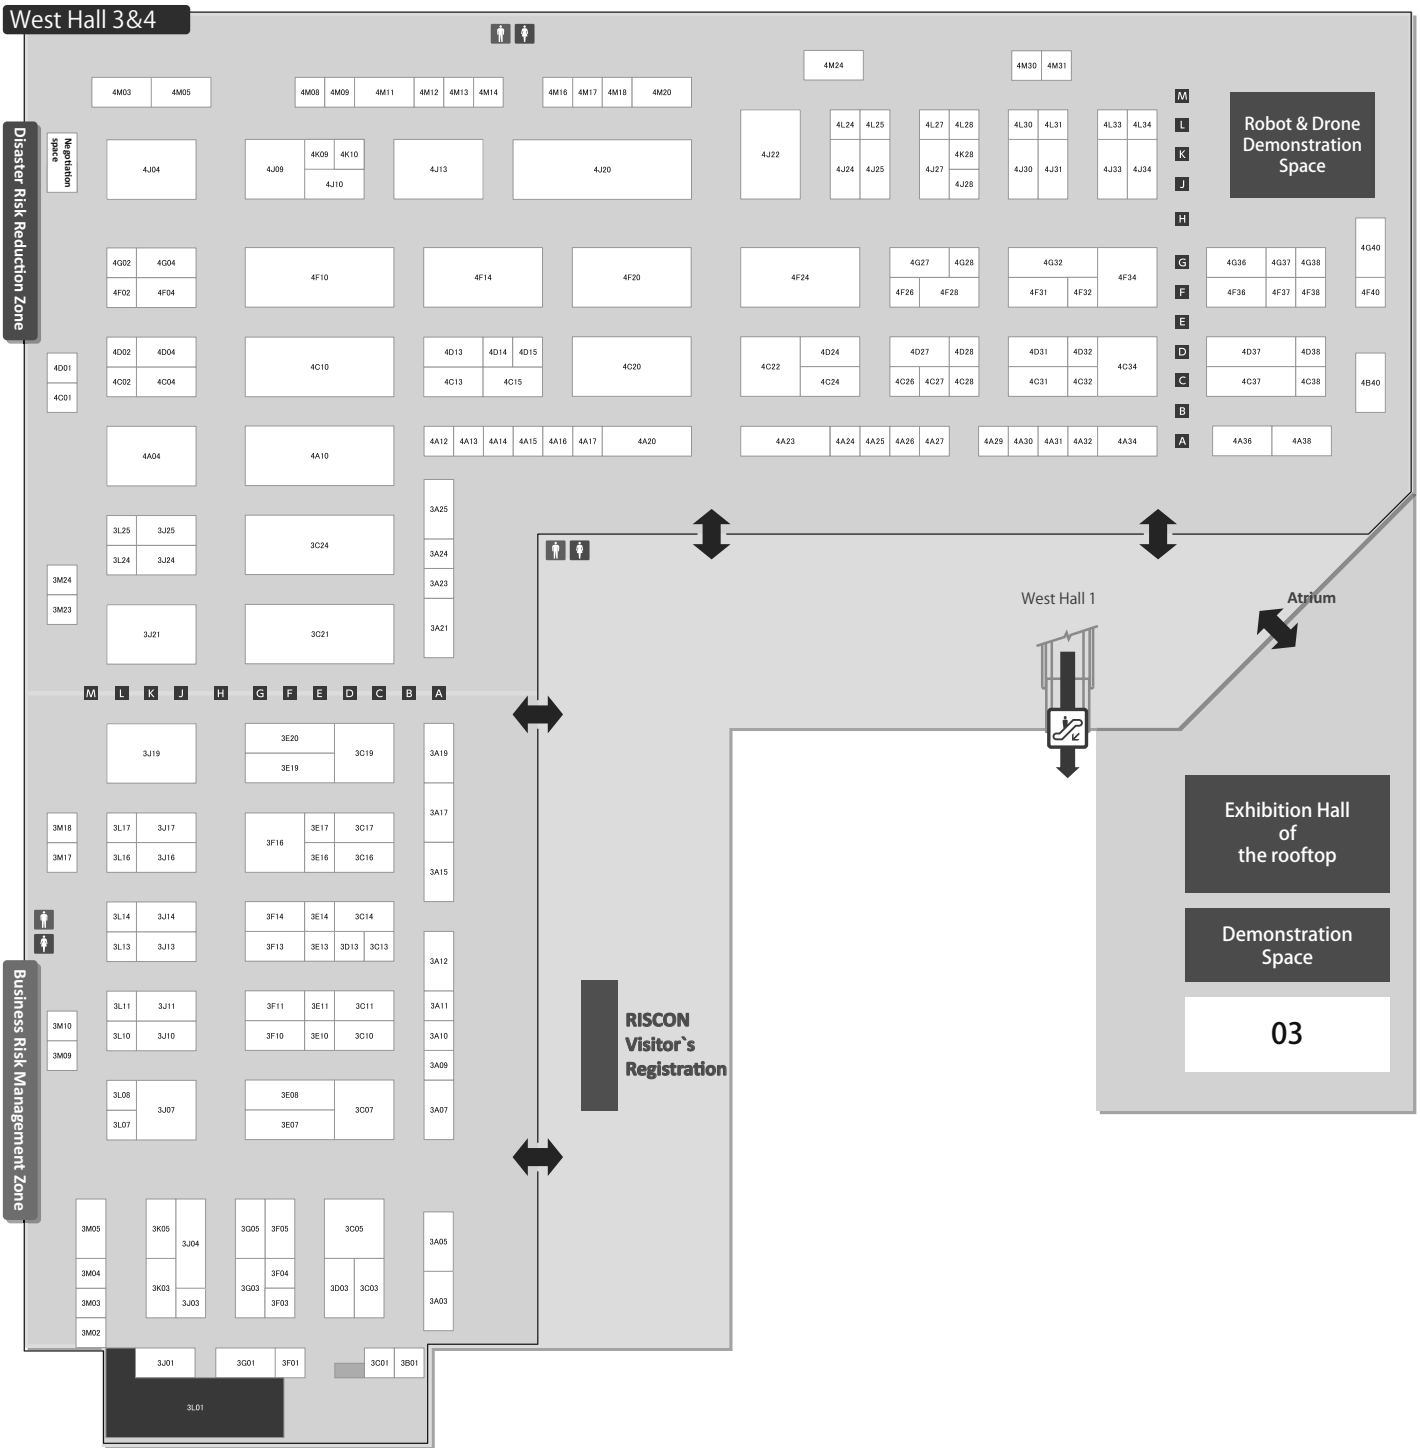 West Hall 3&4
4M24
4M30 4M31
4M03 4M05
4M08 4M09 4M11 4M12 4M13 4M14
4M16 4M17 4M18 4M20
M
Robot & Drone
Demonstration
Space
Disaster Risk Reduction Zone
Negotiation
space
4L24 4L25 4L27 4L28 4L30 4L31 4L33 4L34
L
4K09 4K10
4K28
K
4J04 4J09 4J10 4J13 4J20 4J22 4J24 4J25 4J27 4J28 4J30 4J31 4J33 4J34
J
H
4G40
4G02 4G04 4G27 4G28 4G32
G
4G36 4G37 4G38
4F10 4F14 4F20 4F24 4F34
4F02 4F04 4F26 4F28 4F31 4F32
F
4F36 4F37 4F38 4F40
E
4D02 4D04 4D13 4D14 4D15 4D24 4D27 4D28 4D31 4D32
D
4D37 4D38
4D01
4C10 4C20 4C22 4C34
4C02 4C04 4C13 4C15 4C24 4C26 4C27 4C28 4C31 4C32
C
4C37 4C38
4B40
4C01
B
4A12 4A13 4A14 4A15 4A16 4A17 4A20 4A23 4A24 4A25 4A26 4A27 4A29 4A30 4A31 4A32 4A34
A
4A36 4A38
4A04 4A10
3A25
3L25 3J25
3C24
3A24
3L24 3J24
3M24
3A23
3M23
3J21 3C21 3A21
West Hall 1
Atrium
M L K J H G F E D C B A
3E20
3J19 3C19 3A19
3E19
3A17
3M18 3L17 3J17 3E17 3C17
3F16
3M17 3L16 3J16 3E16 3C16
3A15
3L14 3J14 3F14 3E14 3C14
3L13 3J13 3F13 3E13 3D13 3C13
3A12
3L11 3J11 3F11 3E11 3C11 3A11
3M10
3L10 3J10 3F10 3E10 3C10 3A10
3M09
3A09
3L08 3E08
3J07 3C07 3A07
3L07 3E07
Business Risk Management Zone
3M05 3K05 3J04 3G05 3F05 3C05 3A05
3M04 3F04
3K03 3G03 3D03 3C03
3M03 3J03 3F03 3A03
3M02
3J01 3G01 3F01 3C01 3B01
3L01
RISCON
Visitor`s
Registration
Exhibition Hall
of
the rooftop
Demonstration
Space
03